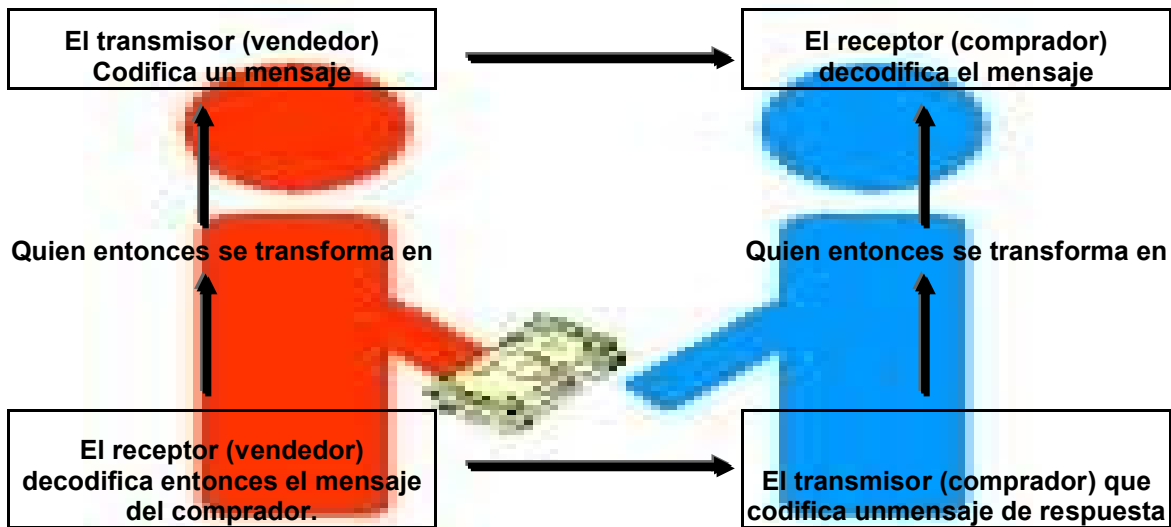 El transmisor (vendedor)
Codifica un mensaje
El receptor (comprador)
decodifica el mensaje
Quien entonces se transforma en
Quien entonces se transforma en
El receptor (vendedor)
decodifica entonces el mensaje
del comprador.
El transmisor (comprador) que
codifica unmensaje de respuesta